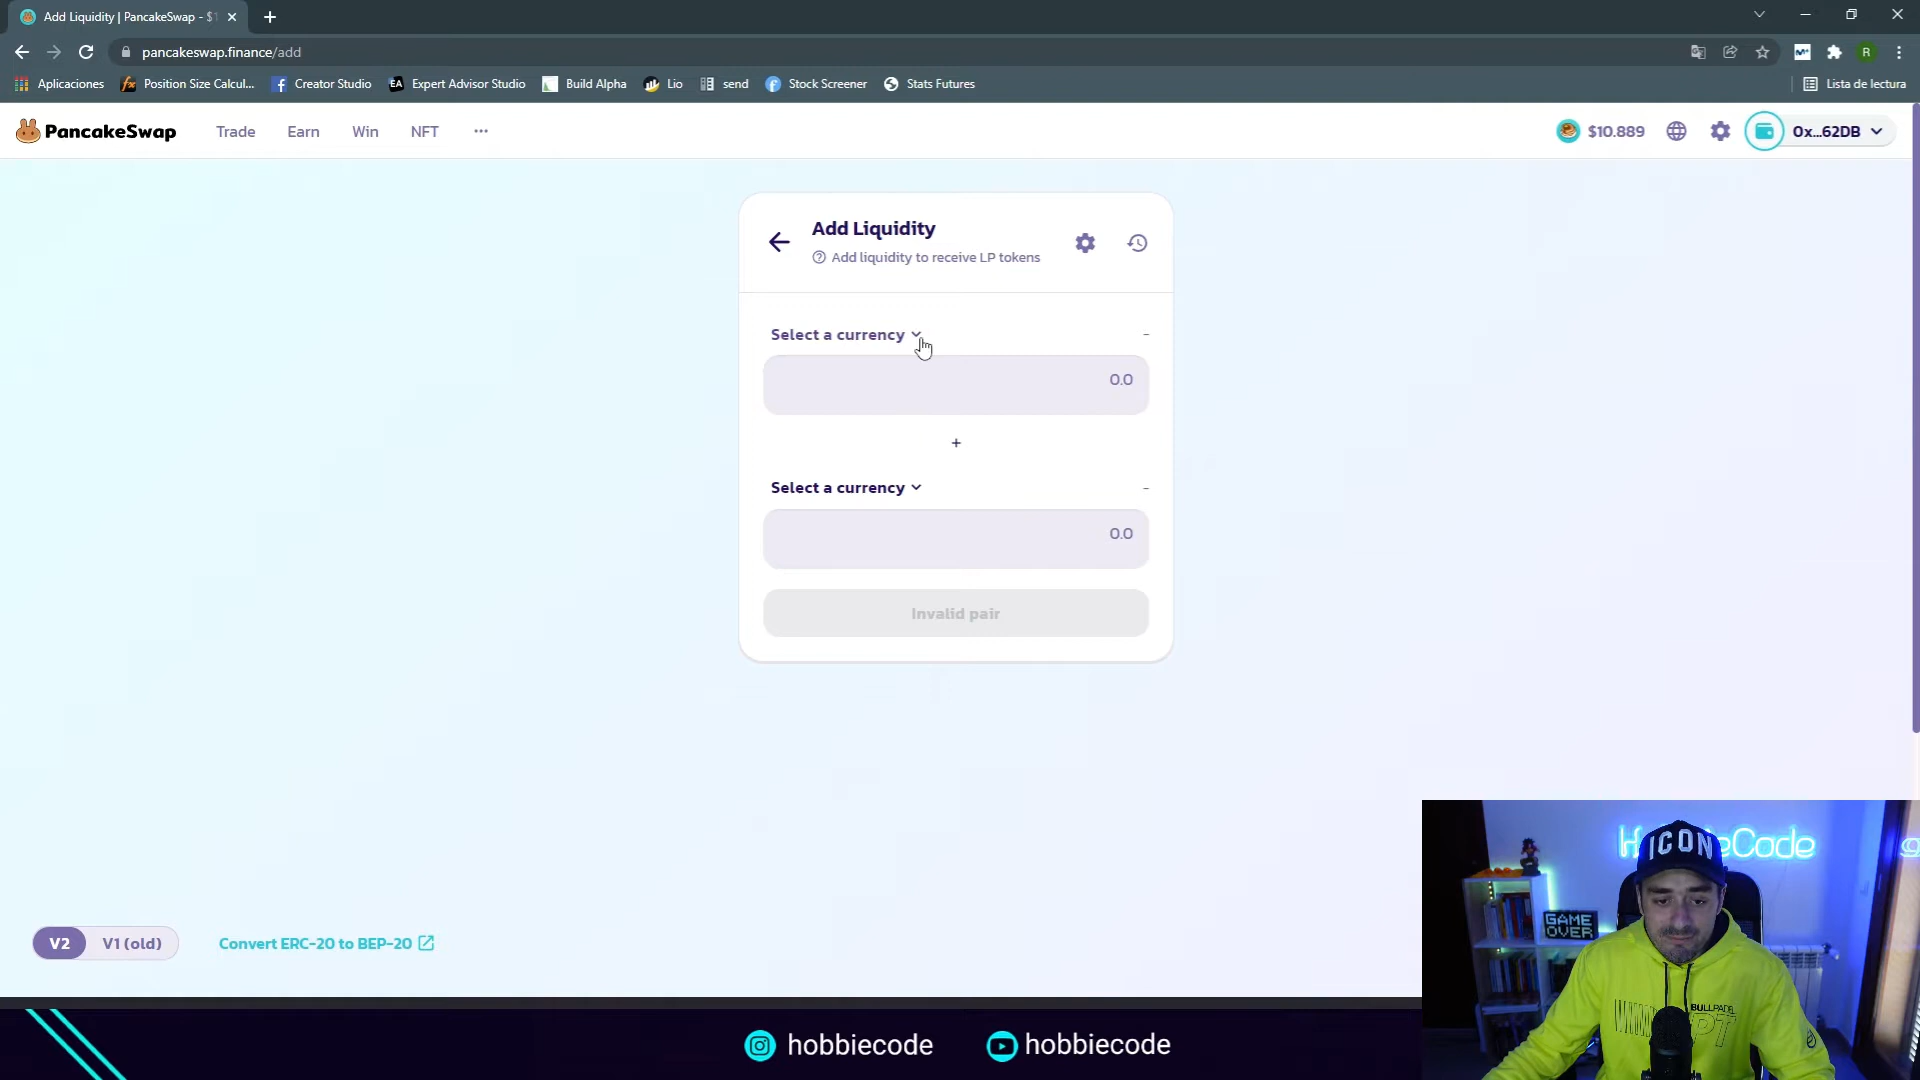 Add Liquidity | PancakeSwap - $1
pancakeswap.finance/add
R
Aplicaciones
Position Size Calcul...
Creator Studio
EA
Expert Advisor Studio
Build Alpha
Lio
send
Stock Screener
Stats Futures
Lista de lectura
PancakeSwap
Trade
Earn
Win
NFT
$10.889
0x...62DB
Add Liquidity
Add liquidity to receive LP tokens
Select a currency
-
0.0
+
Select a currency
-
0.0
Invalid pair
V2
V1 (old)
Convert ERC-20 to BEP-20
ICON
GAME
OVER
BULLPADEL
hobbiecode
hobbiecode